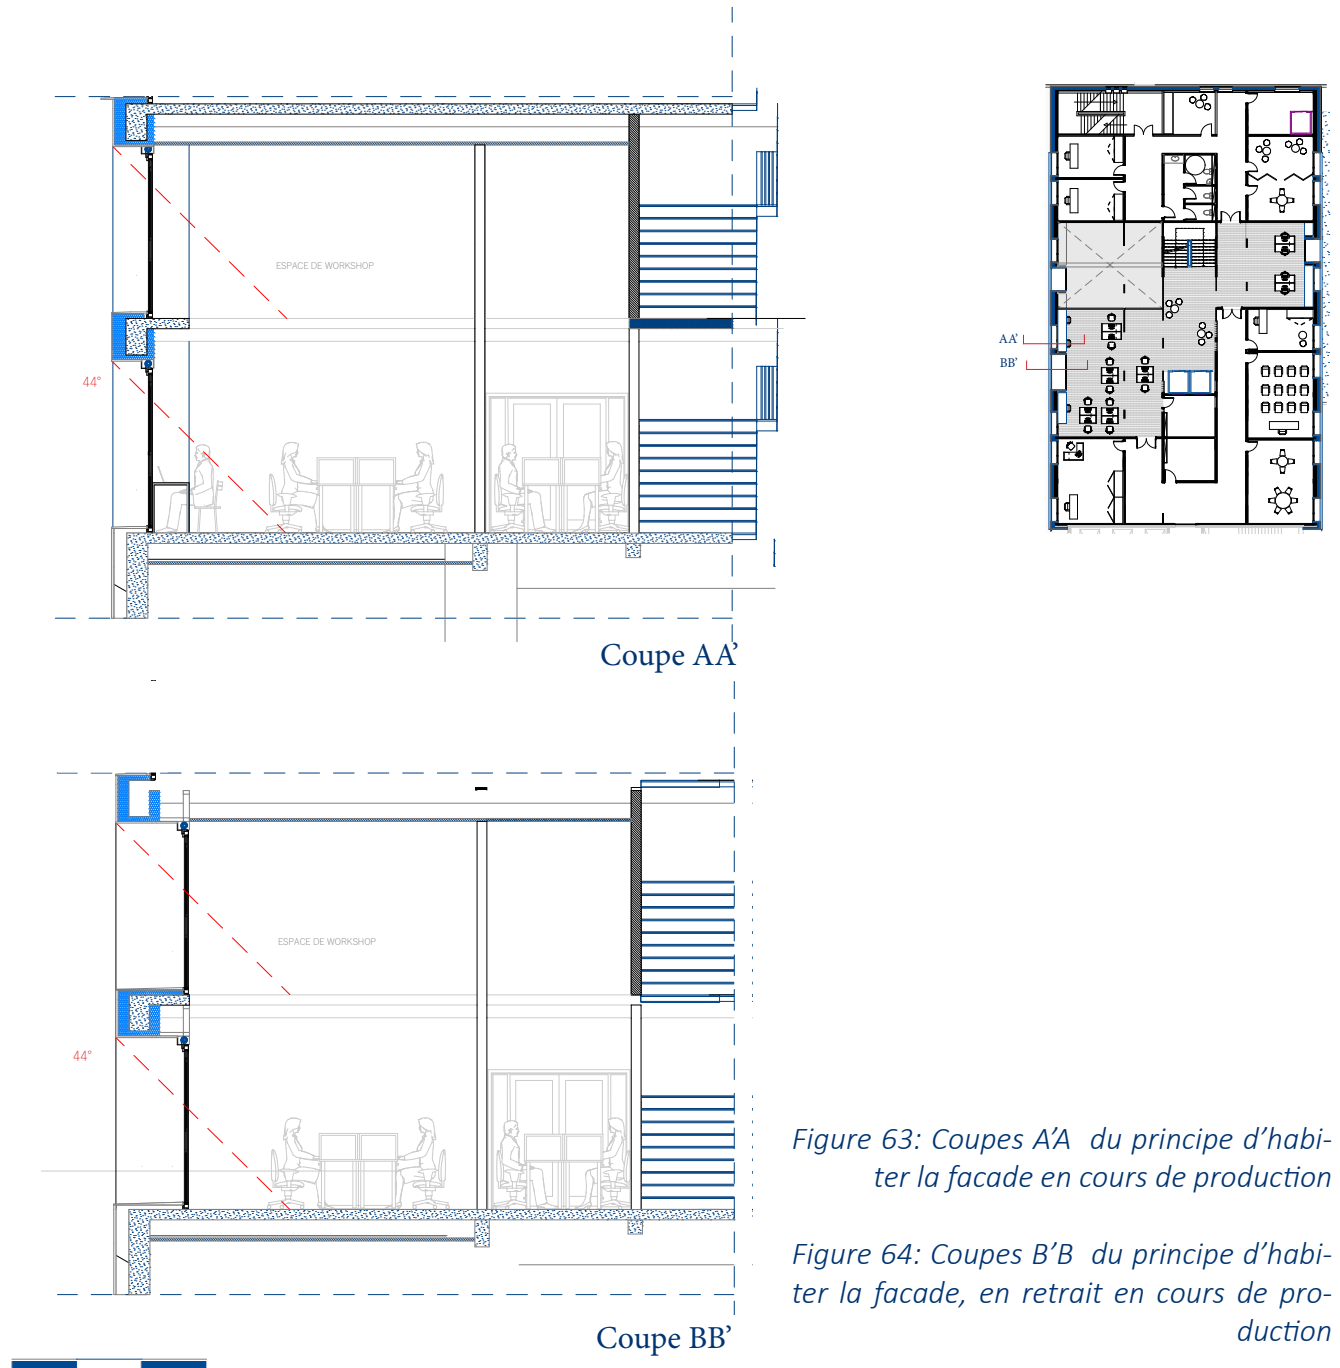 ESPACE DE WORKSHOP
44°
Coupe AA’
AA’
BB’
ESPACE DE WORKSHOP
44°
Coupe BB’
Figure 63: Coupes A’A du principe d’habi-
ter la facade en cours de production
Figure 64: Coupes B’B du principe d’habi-
ter la facade, en retrait en cours de pro-
duction